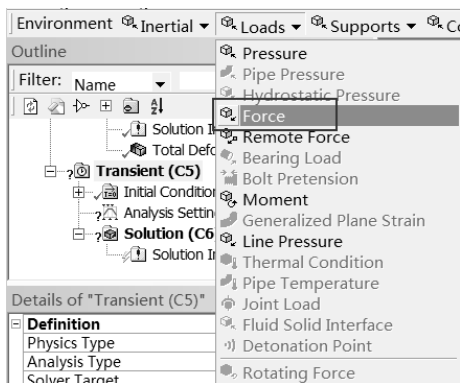 Environment Inertial Loads Supports
Outline
Filter: Name
Solution
Total Defo
Transient (C5)
Initial Condition
Analysis Settin
Solution (C6
Solution
Details of "Transient (C5)"
Definition
Physics Type
Analysis Type
Solver Target
Pressure
Pipe Pressure
Hydrostatic Pressure
Force
Remote Force
Bearing Load
Bolt Pretension
Moment
Generalized Plane Strain
Line Pressure
Thermal Condition
Pipe Temperature
Joint Load
Fluid Solid Interface
Detonation Point
Rotating Force